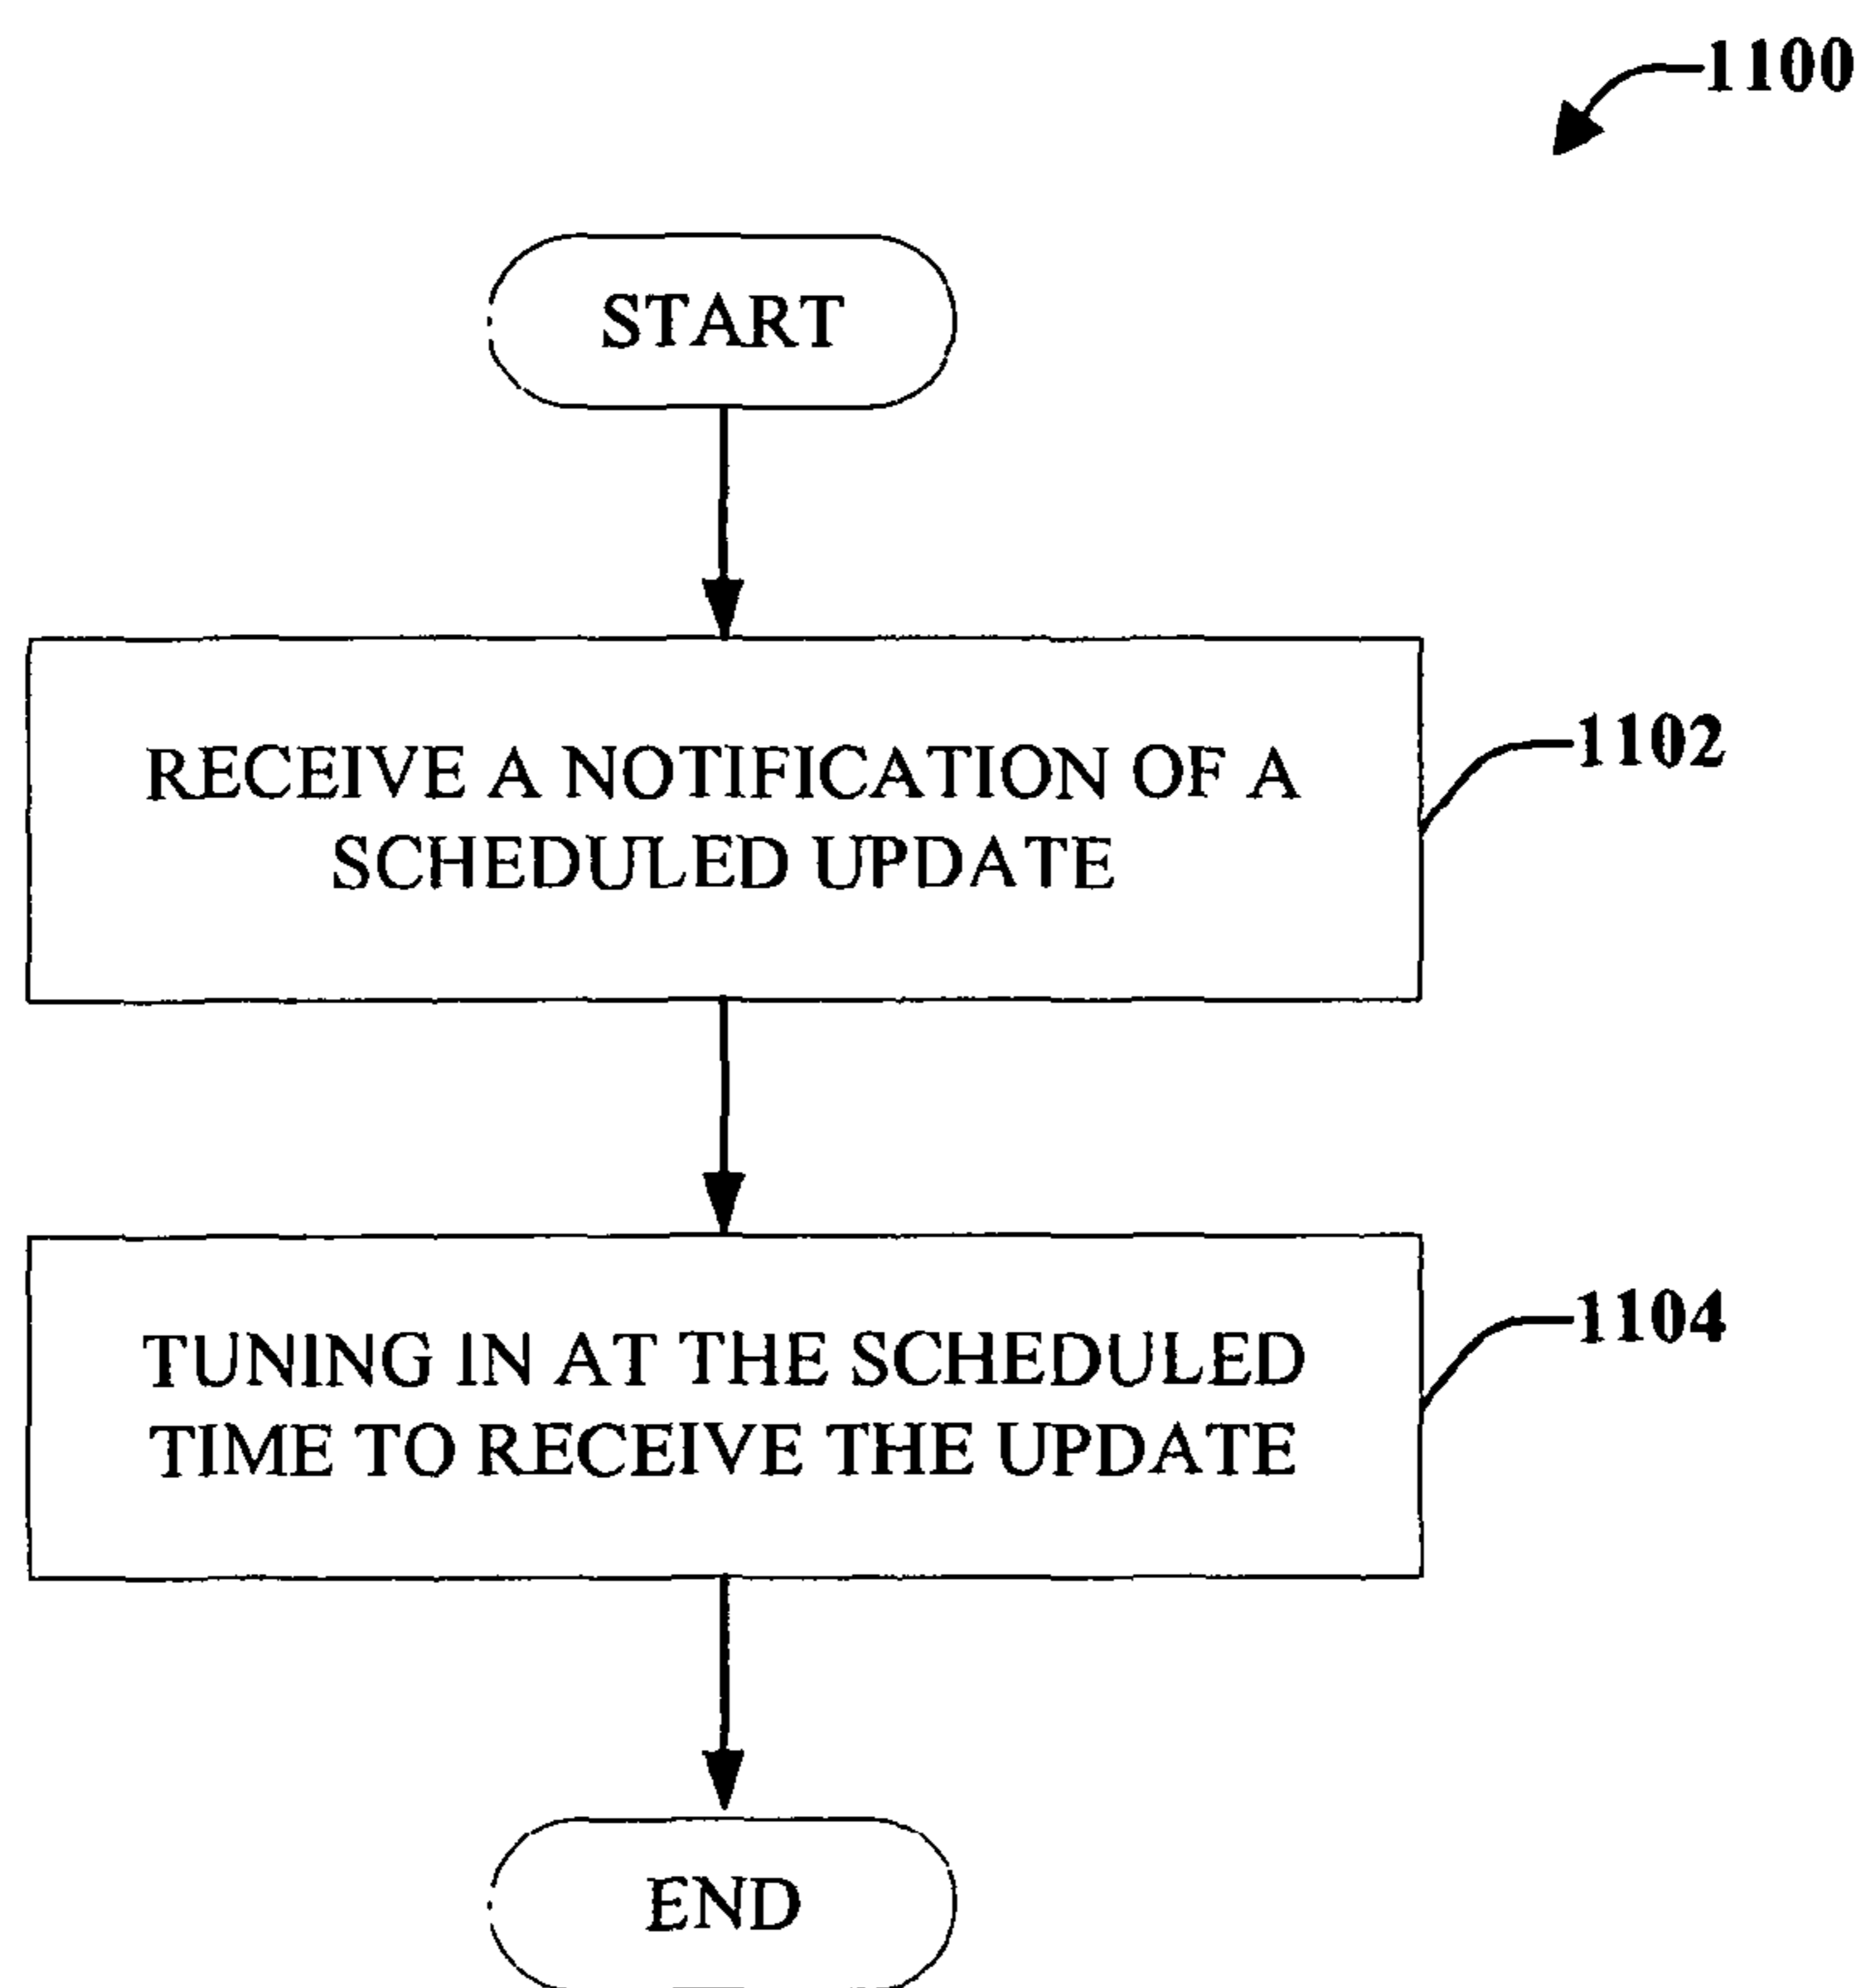 1100
START
RECEIVE A NOTIFICATION OF A
SCHEDULED UPDATE
1102
TUNING IN AT THE SCHEDULED
TIME TO RECEIVE THE UPDATE
1104
END